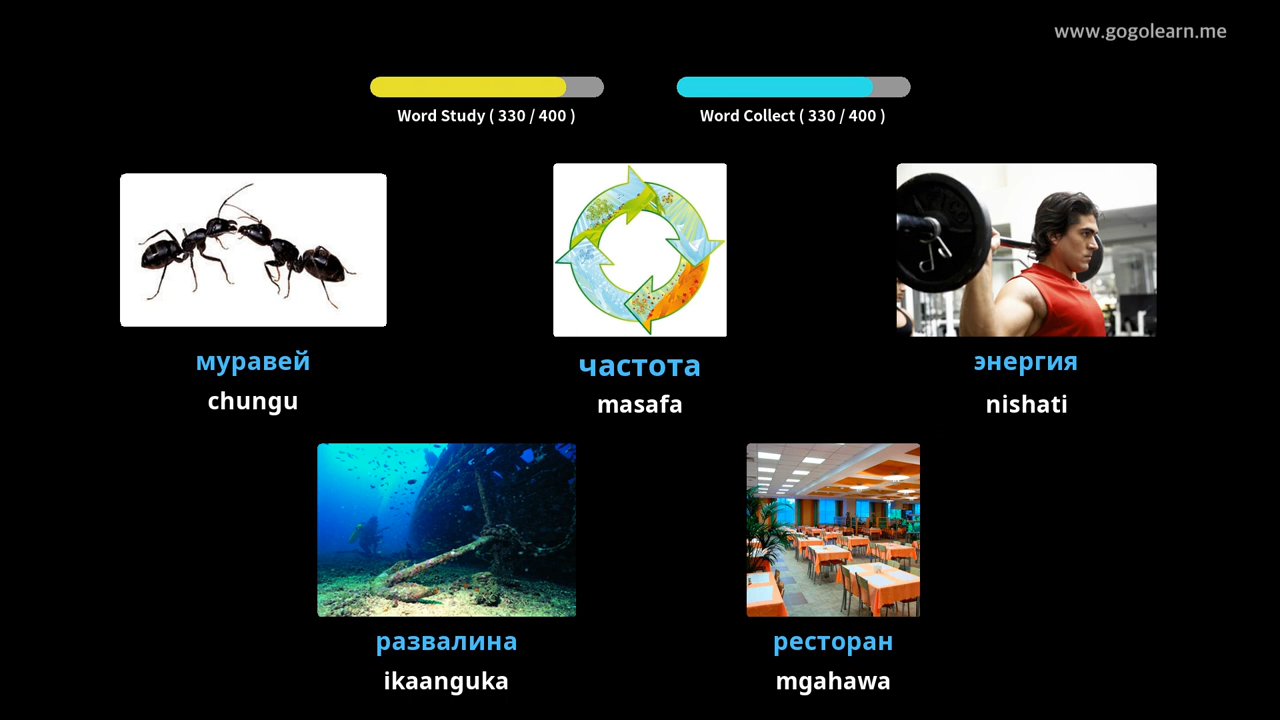 www.gogolearn.me
Word Study ( 330 / 400 )
Word Collect ( 330 / 400 )
муравей
chungu
частота
masafa
энергия
nishati
развалина
ikaanguka
ресторан
mgahawa